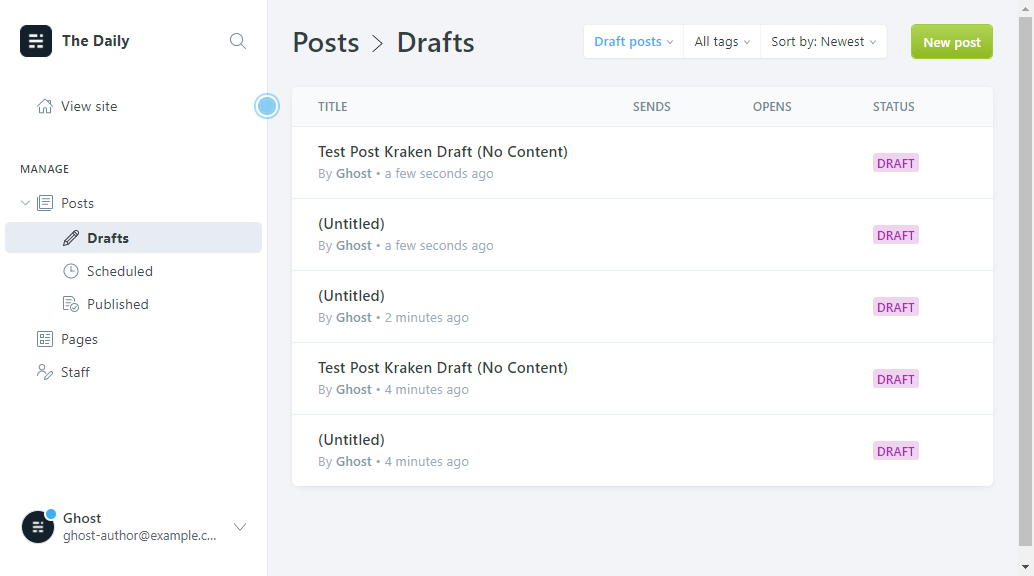 The Daily
View site
MANAGE
Posts
Drafts
Scheduled
Published
Pages
Staff
Ghost
ghost-author@example.c...
Posts > Drafts
Draft posts
All tags
Sort by: Newest
New post
TITLE SENDS OPENS STATUS
Test Post Kraken Draft (No Content)
By Ghost • a few seconds ago
DRAFT
(Untitled)
By Ghost • a few seconds ago
DRAFT
(Untitled)
By Ghost • 2 minutes ago
DRAFT
Test Post Kraken Draft (No Content)
By Ghost • 4 minutes ago
DRAFT
(Untitled)
By Ghost • 4 minutes ago
DRAFT